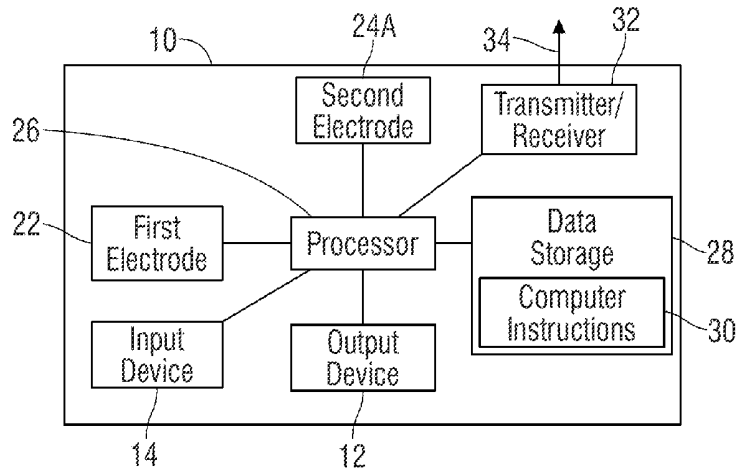 24A
10
34
32
Second
Electrode
Transmitter/
Receiver
26
22
First
Electrode
Processor
Data
Storage
28
Computer
Instructions
30
Input
Device
Output
Device
14
12